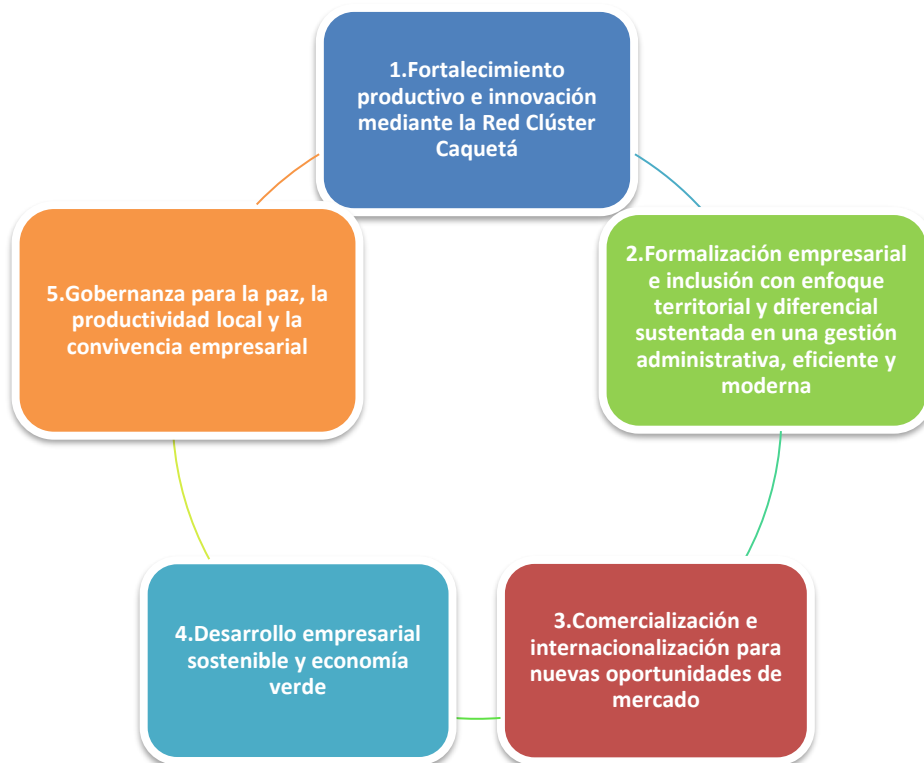 1.Fortalecimiento
productivo e innovación
mediante la Red Clúster
Caquetá
2.Formalización empresarial
e inclusión con enfoque
territorial y diferencial
sustentada en una gestión
administrativa, eficiente y
moderna
3.Comercialización e
internacionalización para
nuevas oportunidades de
mercado
4.Desarrollo empresarial
sostenible y economía
verde
5.Gobernanza para la paz, la
productividad local y la
convivencia empresarial